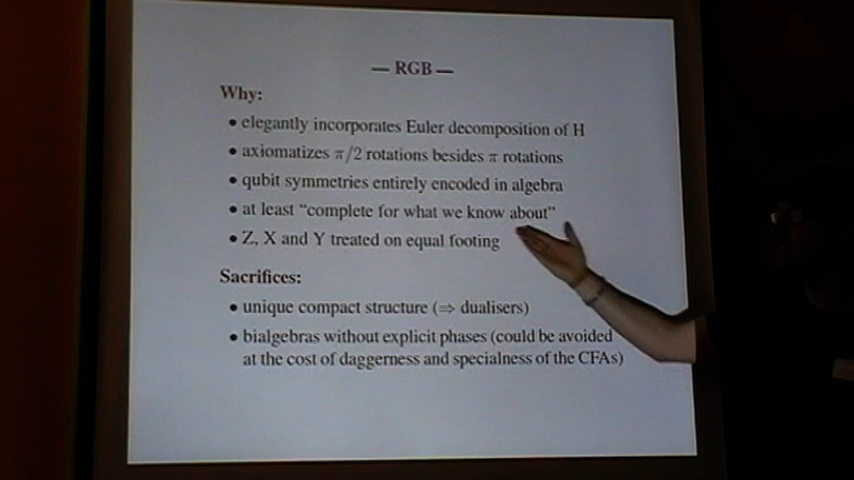 — RGB —
Why:
• elegantly incorporates Euler decomposition of H
• axiomatizes π/2 rotations besides π rotations
• qubit symmetries entirely encoded in algebra
• at least “complete for what we know about”
• Z, X and Y treated on equal footing
Sacrifices:
• unique compact structure (⇒ dualisers)
• bialgebras without explicit phases (could be avoided
at the cost of daggerness and specialness of the CFAs)